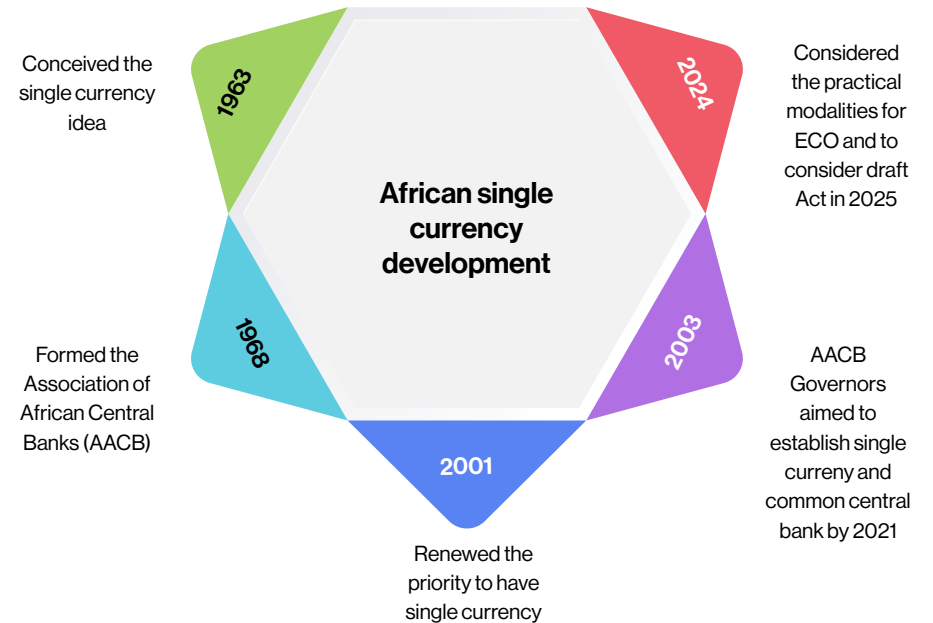 African single
currency
development
1963
Conceived the
single currency
idea
1968
Formed the
Association of
African Central
Banks (AACB)
2001
Renewed the
priority to have
single currency
2003
AACB
Governors
aimed to
establish single
curreny and
common central
bank by 2021
2024
Considered
the practical
modalities for
ECO and to
consider draft
Act in 2025